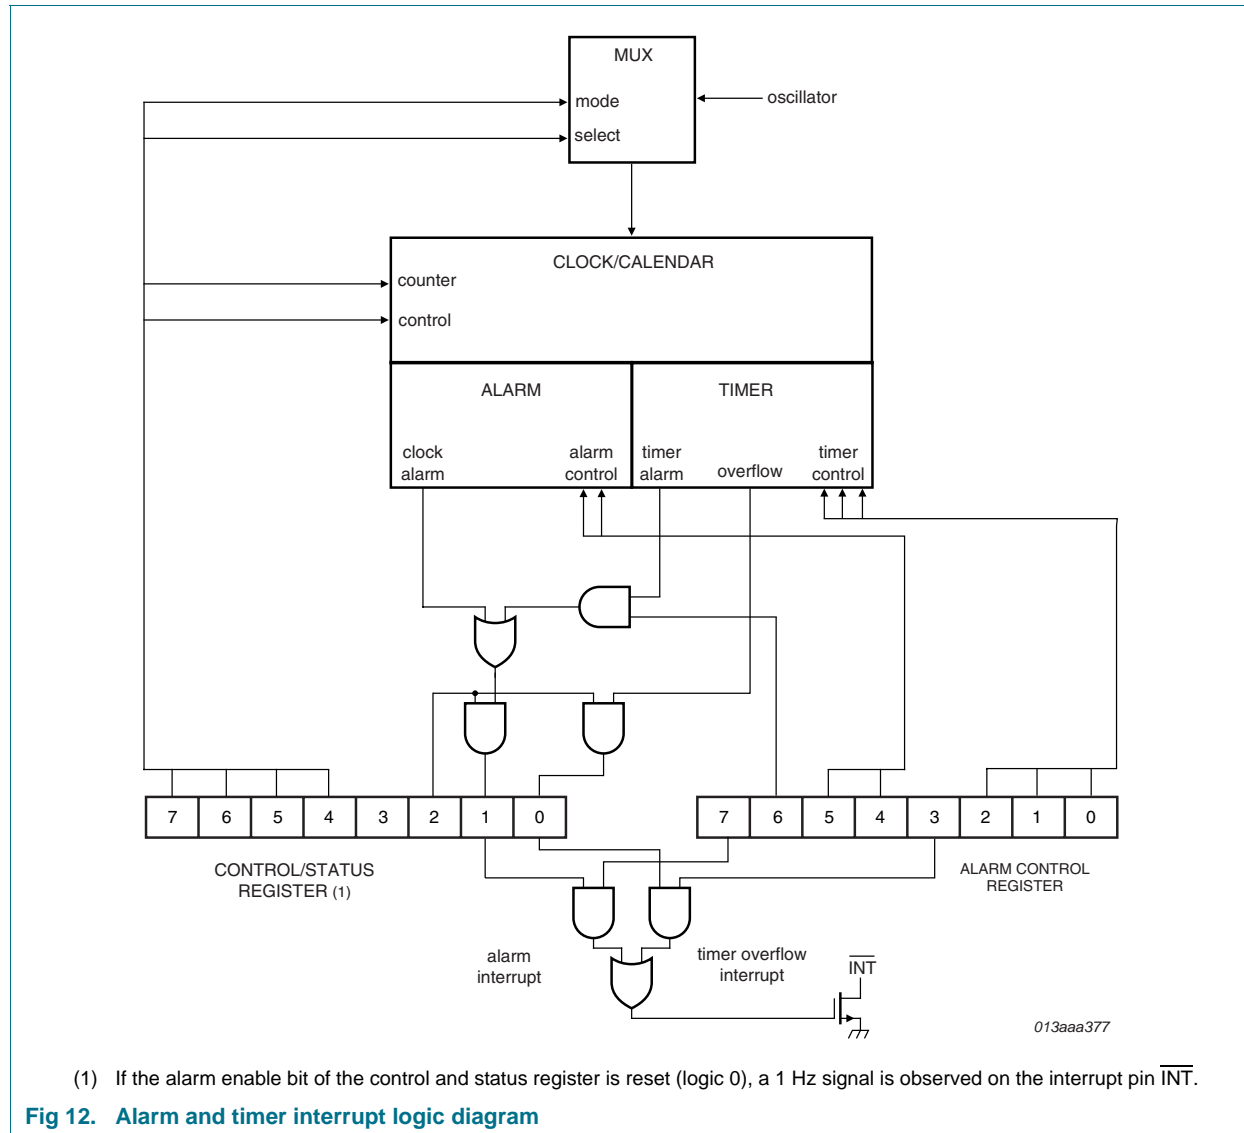 MUX
mode
oscillator
select
CLOCK/CALENDAR
counter
control
ALARM
TIMER
clock
alarm
alarm
control
timer
alarm
overflow
timer
control
7 6 5 4 3 2 1 0
7 6 5 4 3 2 1 0
CONTROL/STATUS
REGISTER (1)
ALARM CONTROL
REGISTER
alarm
interrupt
timer overflow
interrupt
INT
013aaa377
(1) If the alarm enable bit of the control and status register is reset (logic 0), a 1 Hz signal is observed on the interrupt pin INT.
Fig 12. Alarm and timer interrupt logic diagram